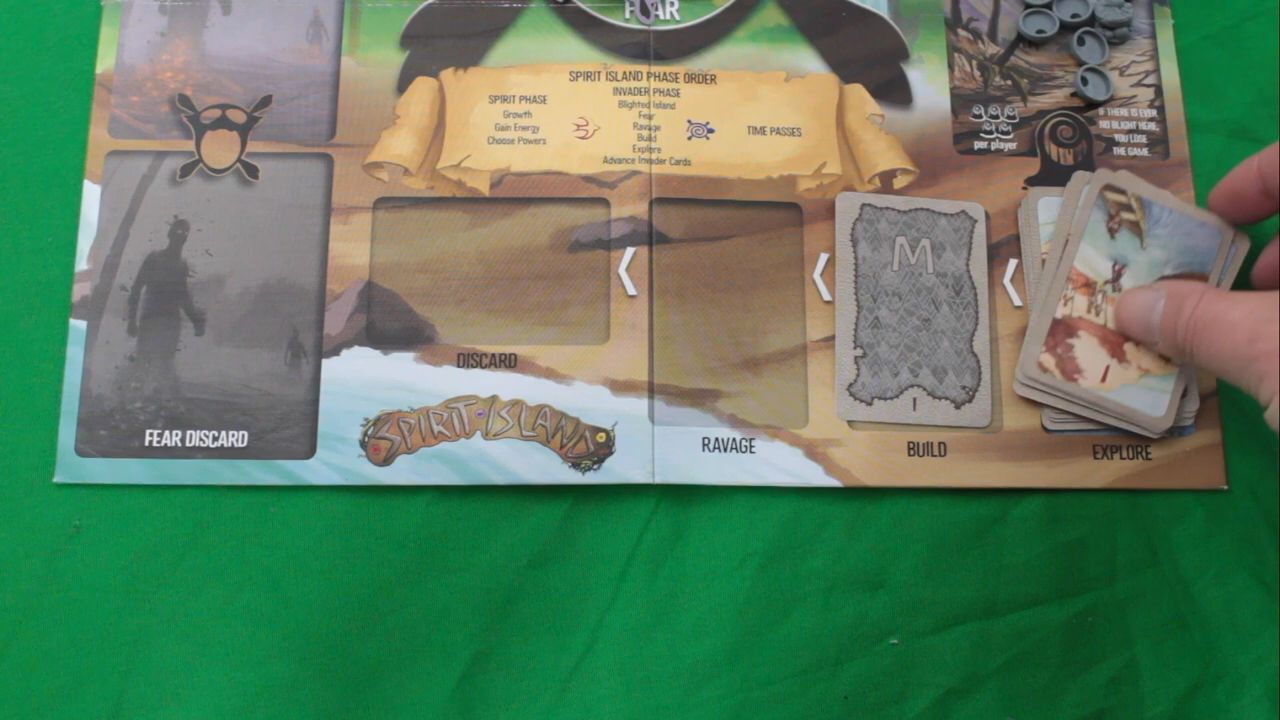 FEAR
SPIRIT ISLAND PHASE ORDER
SPIRIT PHASE
Growth
Gain Energy
Choose Powers
INVADER PHASE
Blighted Island
Fear
Ravage
Build
Explore
Advance Invader Cards
TIME PASSES
per player
IF THERE IS EVER
NO BLIGHT HERE,
YOU LOSE
THE GAME.
M
I
FEAR DISCARD
DISCARD
SPIRIT ISLAND
RAVAGE
BUILD
EXPLORE